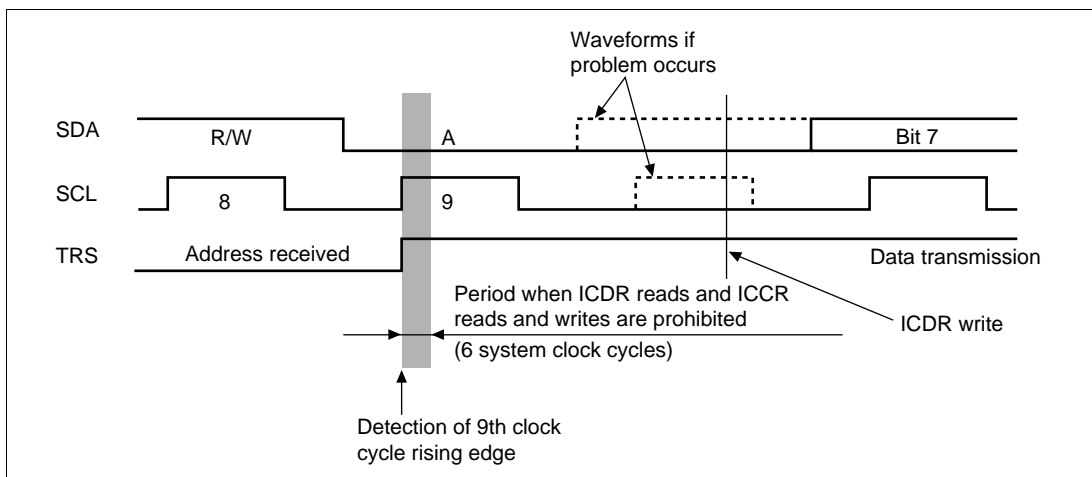 Waveforms if
problem occurs
SDA
R/W
A
Bit 7
SCL
8
9
TRS
Address received
Data transmission
Period when ICDR reads and ICCR
reads and writes are prohibited
(6 system clock cycles)
ICDR write
Detection of 9th clock
cycle rising edge